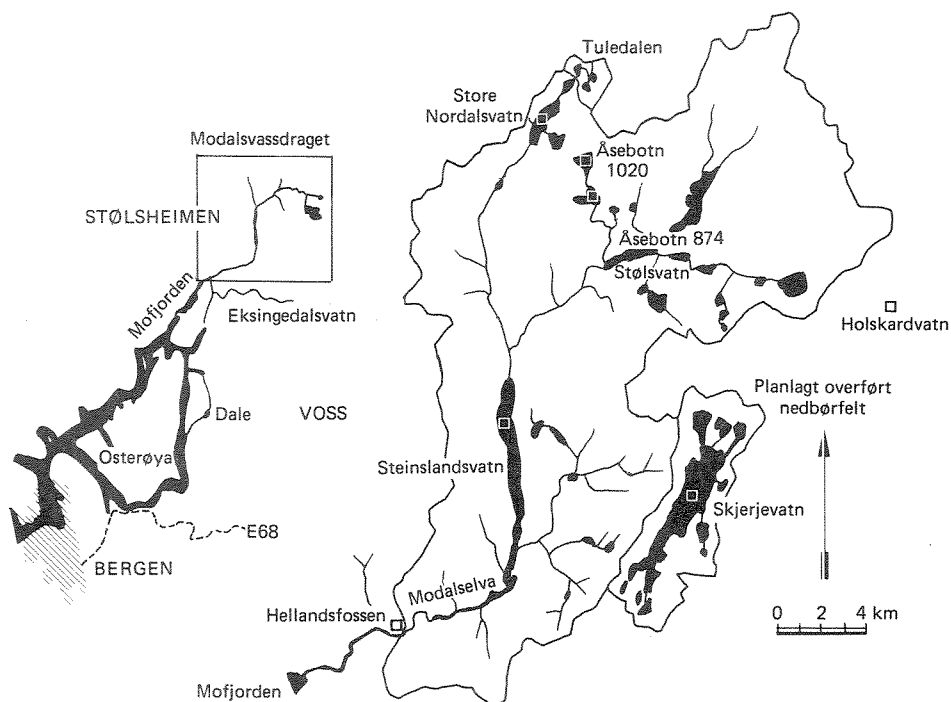 Modalsvassdraget
STØLSHEIMEN
Mofjorden
Eksingedalsvatn
Dale
VOSS
Osterøya
E68
BERGEN
Tuledalen
Store
Nordalsvatn
Åsebotn
1020
Åsebotn 874
Stølsvatn
Holskardvatn
Planlagt overført
nedbørfelt
Steinslandsvatn
Skjerjevatn
Modalselva
Hellandsfossen
Mofjorden
0 2 4 km